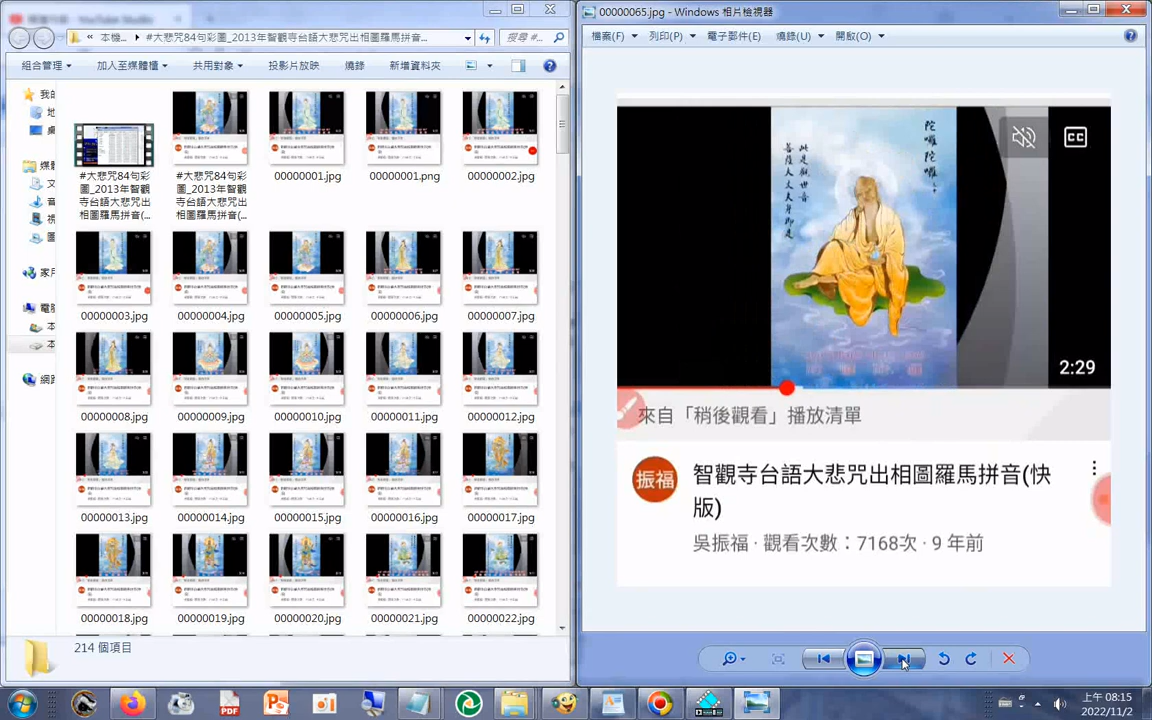 #大悲咒84句彩圖_2013年智觀寺台語大悲咒出相圖羅馬拼音...
搜尋 #...
組合管理
加入至媒體櫃
共用對象
投影片放映
燒錄
新增資料夾
#大悲咒84句彩圖_2013年智觀寺台語大悲咒出相圖羅馬拼音(...
#大悲咒84句彩圖_2013年智觀寺台語大悲咒出相圖羅馬拼音(...
00000001.jpg
00000001.png
00000002.jpg
00000003.jpg
00000004.jpg
00000005.jpg
00000006.jpg
00000007.jpg
00000008.jpg
00000009.jpg
00000010.jpg
00000011.jpg
00000012.jpg
00000013.jpg
00000014.jpg
00000015.jpg
00000016.jpg
00000017.jpg
00000018.jpg
00000019.jpg
00000020.jpg
00000021.jpg
00000022.jpg
214 個項目
00000065.jpg - Windows 相片檢視器
檔案(F)
列印(P)
電子郵件(E)
燒錄(U)
開啟(O)
陀囉陀囉
此是觀世音
菩薩大丈夫身即是
CC
2:29
來自「稍後觀看」播放清單
振福
智觀寺台語大悲咒出相圖羅馬拼音(快
版)
吳振福 · 觀看次數：7168次 · 9 年前
上午 08:15
2022/11/2